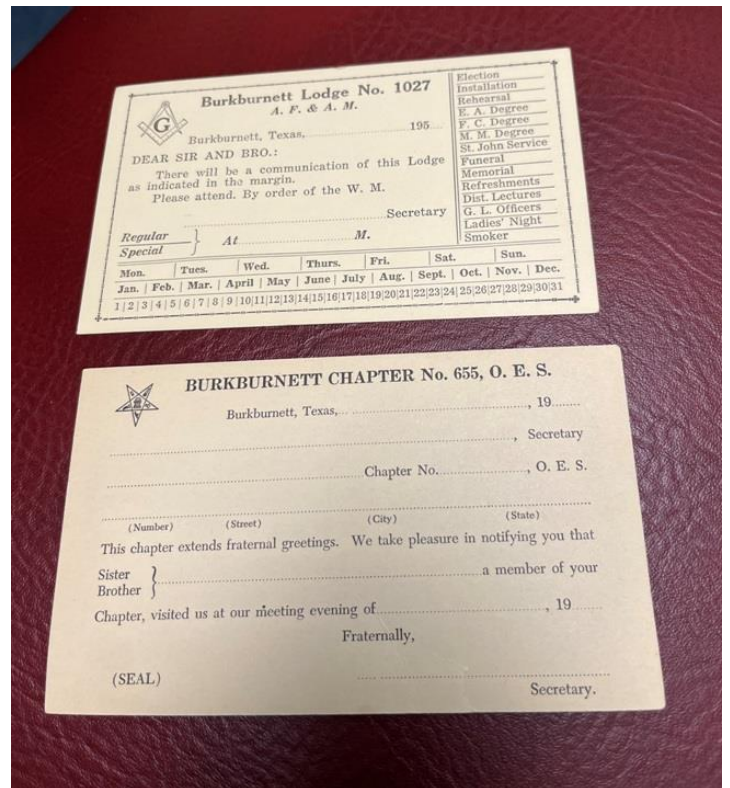 Burkburnett Lodge No. 1027
A. F. & A. M.
G
Burkburnett, Texas, 195
DEAR SIR AND BRO.:
There will be a communication of this Lodge
as indicated in the margin.
Please attend. By order of the W. M.
Secretary
Regular
Special
At M.
Election
Installation
Rehearsal
E. A. Degree
F. C. Degree
M. M. Degree
St. John Service
Funeral
Memorial
Refreshments
Dist. Lectures
G. L. Officers
Ladies' Night
Smoker
Mon. | Tues. | Wed. | Thurs. | Fri. | Sat. | Sun.
Jan. | Feb. | Mar. | April | May | June | July | Aug. | Sept. | Oct. | Nov. | Dec.
1|2|3|4|5|6|7|8|9|10|11|12|13|14|15|16|17|18|19|20|21|22|23|24|25|26|27|28|29|30|31
BURKBURNETT CHAPTER No. 655, O. E. S.
Burkburnett, Texas, , 19
, Secretary
Chapter No. , O. E. S.
(Number) (Street) (City) (State)
This chapter extends fraternal greetings. We take pleasure in notifying you that
Sister
Brother
a member of your
Chapter, visited us at our meeting evening of , 19
Fraternally,
(SEAL)
Secretary.